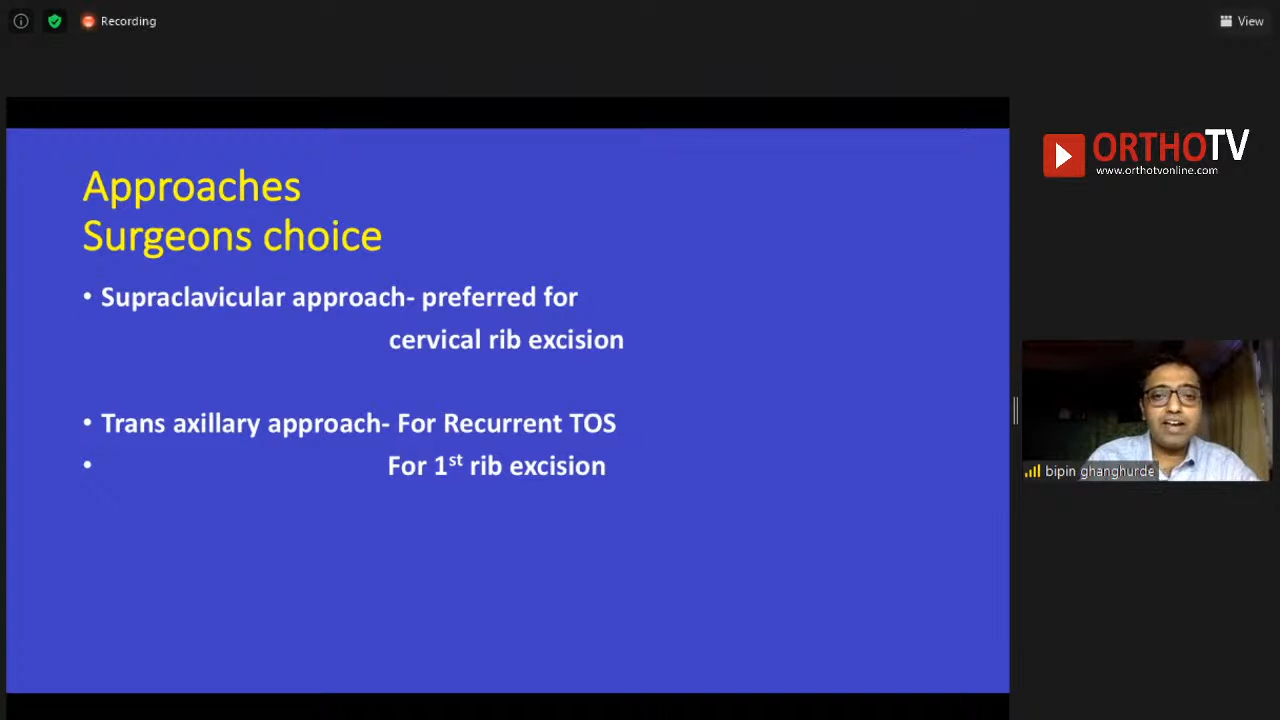 Recording
View
ORTHOTV
www.orthotvonline.com
Approaches
Surgeons choice
• Supraclavicular approach- preferred for
cervical rib excision
• Trans axillary approach- For Recurrent TOS
• For 1st rib excision
bipin ghanghurde